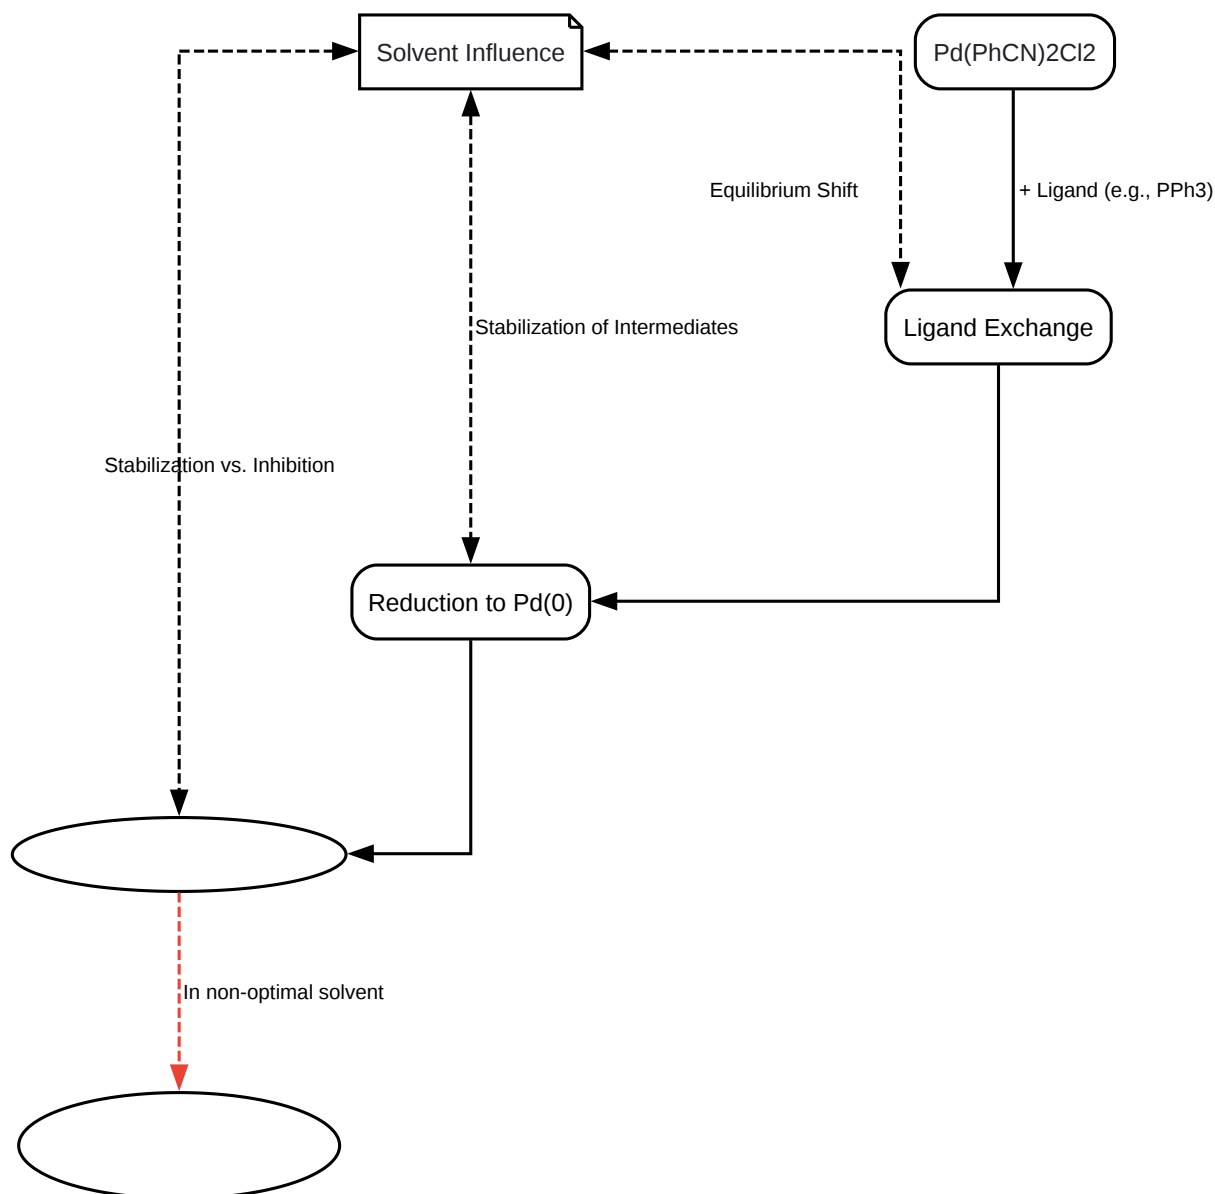 Solvent Influence
Pd(PhCN)2Cl2
Equilibrium Shift
+ Ligand (e.g., PPh3)
Stabilization of Intermediates
Ligand Exchange
Stabilization vs. Inhibition
Reduction to Pd(0)
In non-optimal solvent